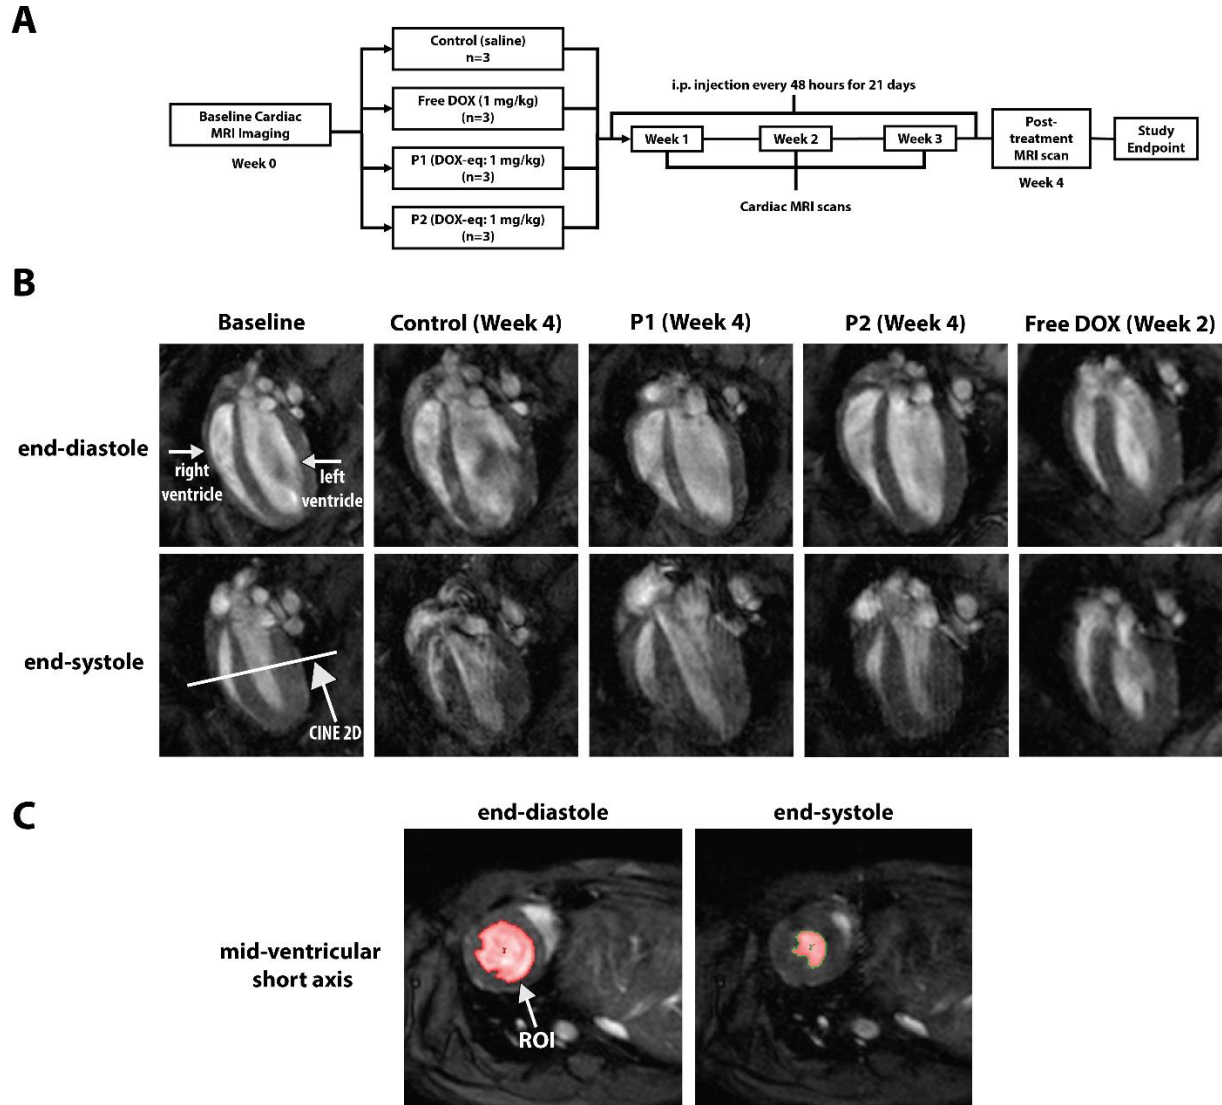 A
Control (saline)
n=3
Free DOX (1 mg/kg)
(n=3)
P1 (DOX-eq: 1 mg/kg)
(n=3)
P2 (DOX-eq: 1 mg/kg)
(n=3)
Baseline Cardiac
MRI Imaging
Week 0
i.p. injection every 48 hours for 21 days
Week 1
Week 2
Week 3
Cardiac MRI scans
Post-
treatment
MRI scan
Week 4
Study
Endpoint
B
Baseline
Control (Week 4)
P1 (Week 4)
P2 (Week 4)
Free DOX (Week 2)
end-diastole
right
ventricle
left
ventricle
end-systole
CINE 2D
C
end-diastole
end-systole
mid-ventricular
short axis
ROI